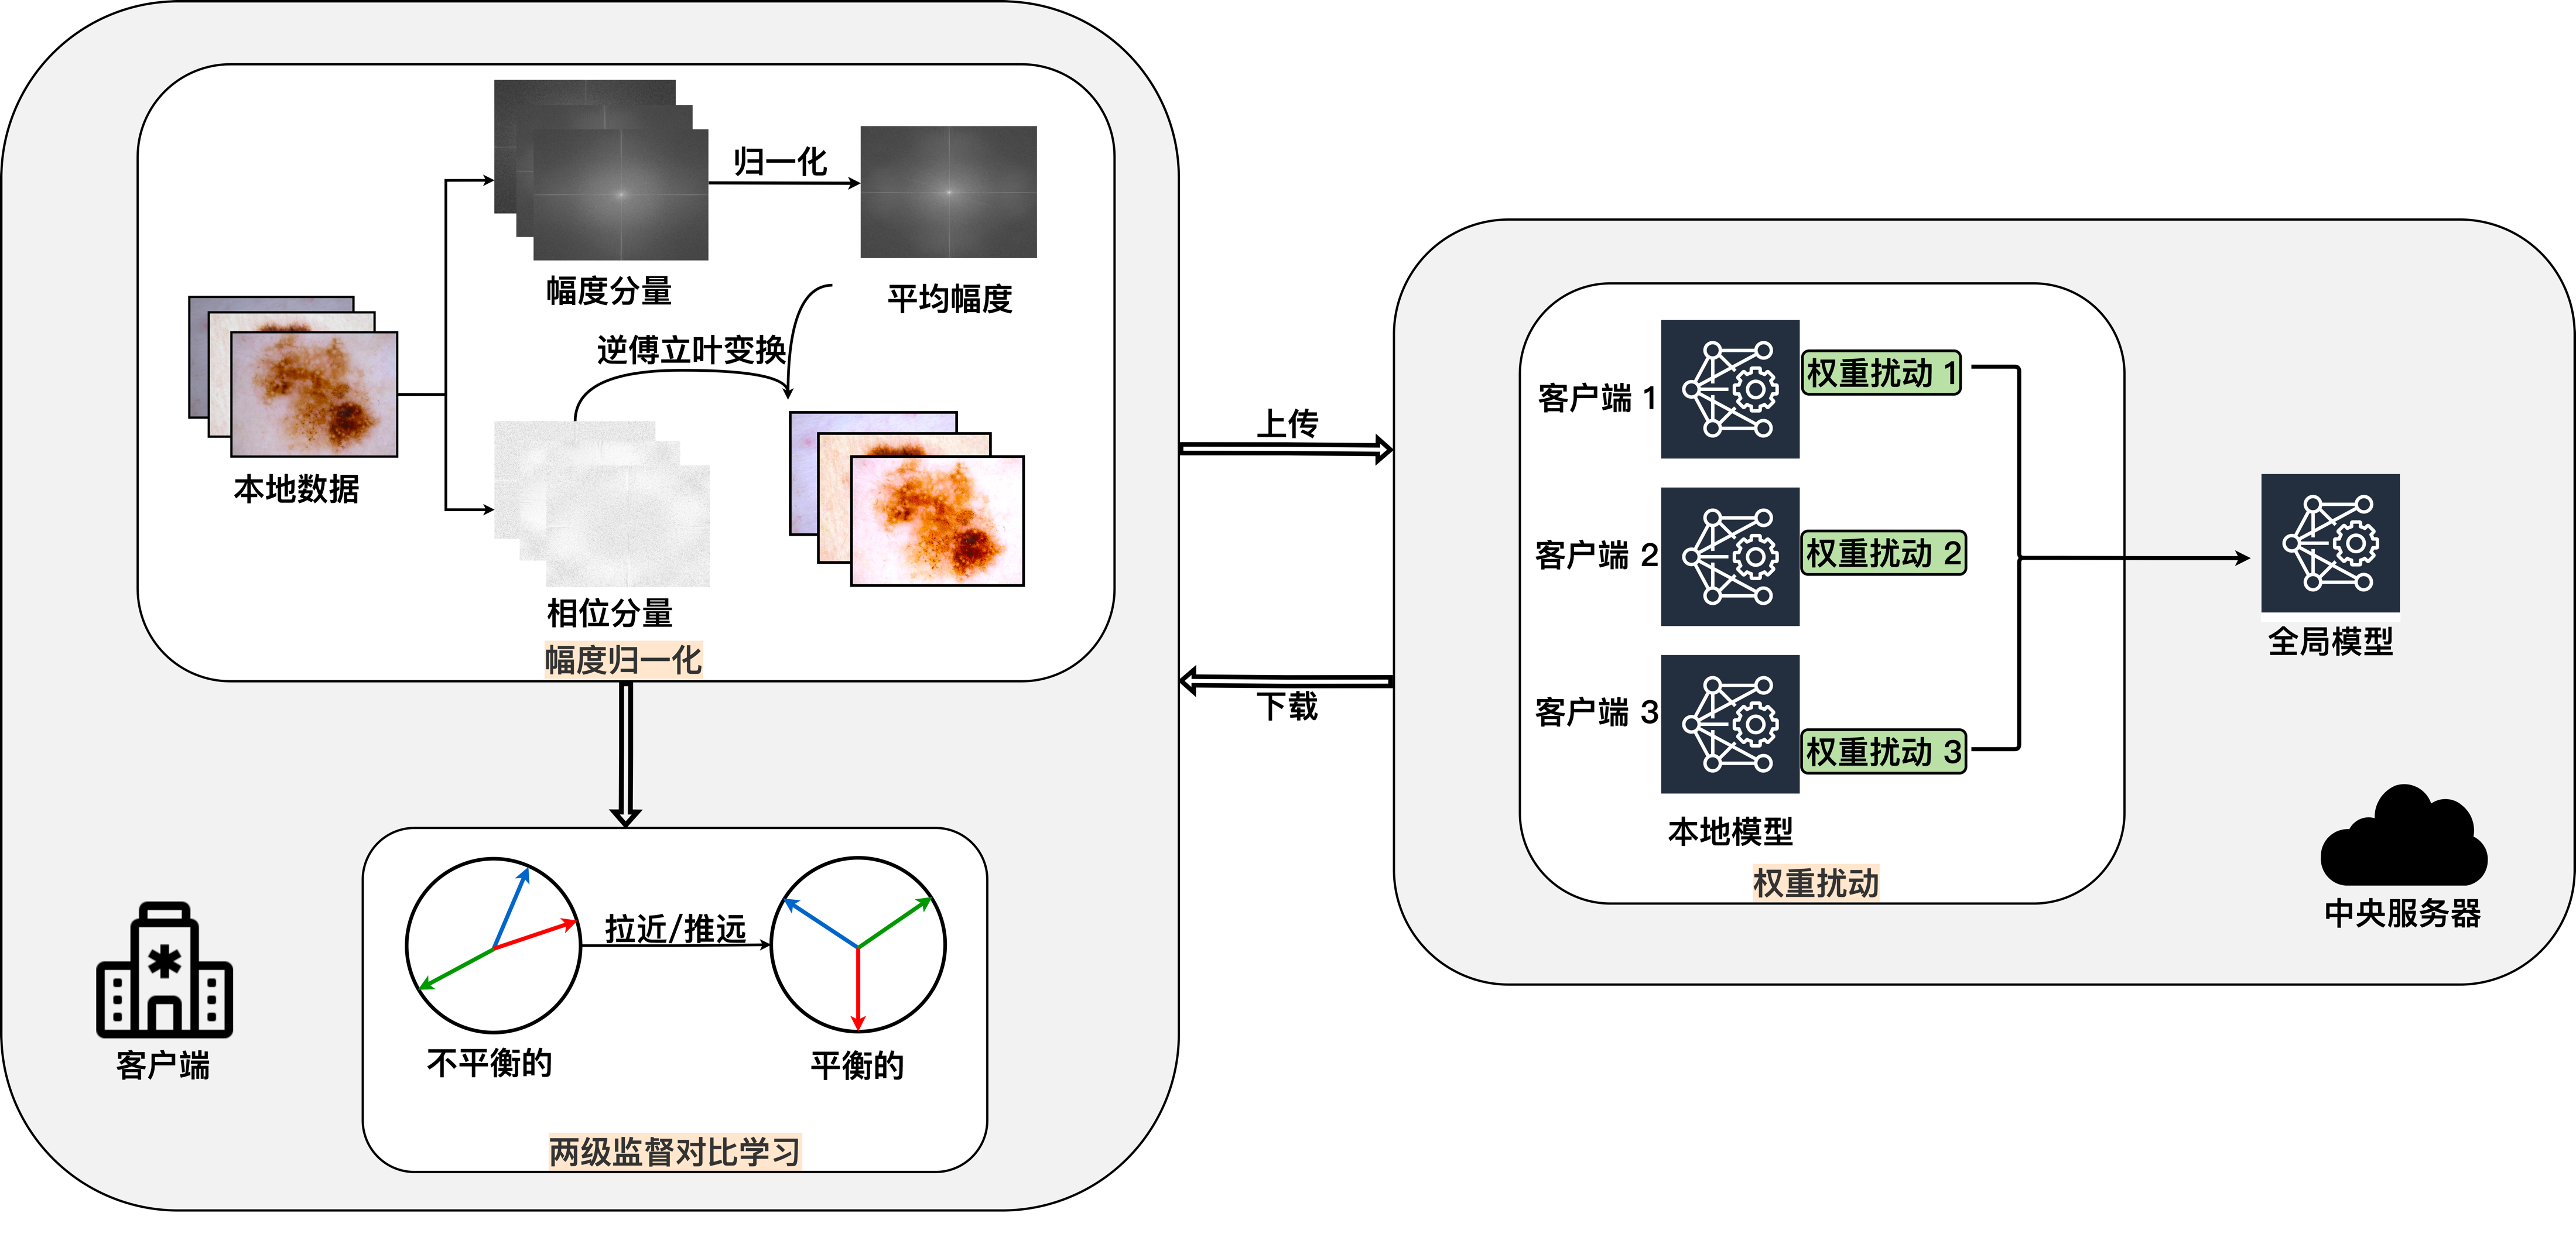 归一化
幅度分量
平均幅度
逆傅立叶变换
本地数据
相位分量
幅度归一化
拉近/推远
不平衡的
平衡的
两级监督对比学习
客户端
上传
下载
客户端 1
权重扰动 1
客户端 2
权重扰动 2
客户端 3
权重扰动 3
本地模型
权重扰动
全局模型
中央服务器